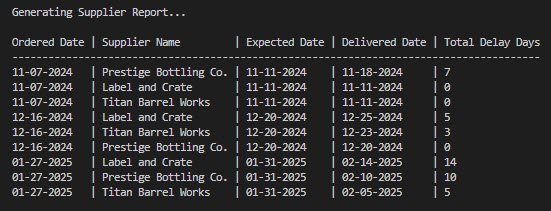 Generating Supplier Report...
Ordered Date | Supplier Name | Expected Date | Delivered Date | Total Delay Days
--------------------------------------------------------------------------------
11-07-2024 | Prestige Bottling Co. | 11-11-2024 | 11-18-2024 | 7
11-07-2024 | Label and Crate | 11-11-2024 | 11-11-2024 | 0
11-07-2024 | Titan Barrel Works | 11-11-2024 | 11-11-2024 | 0
12-16-2024 | Label and Crate | 12-20-2024 | 12-25-2024 | 5
12-16-2024 | Titan Barrel Works | 12-20-2024 | 12-23-2024 | 3
12-16-2024 | Prestige Bottling Co. | 12-20-2024 | 12-20-2024 | 0
01-27-2025 | Label and Crate | 01-31-2025 | 02-14-2025 | 14
01-27-2025 | Prestige Bottling Co. | 01-31-2025 | 02-10-2025 | 10
01-27-2025 | Titan Barrel Works | 01-31-2025 | 02-05-2025 | 5